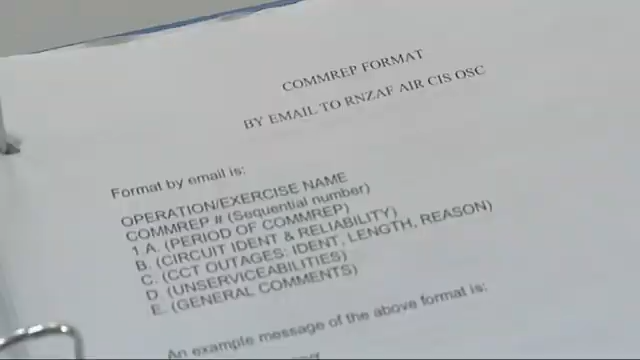 COMMREP FORMAT
BY EMAIL TO RNZAF AIR CIS OSC
Format by email is:
OPERATION/EXERCISE NAME
COMMREP # (Sequential number)
1 A. (PERIOD OF COMMREP)
B. (CIRCUIT IDENT & RELIABILITY)
C. (CCT OUTAGES: IDENT, LENGTH, REASON)
D. (UNSERVICEABILITIES)
E. (GENERAL COMMENTS)
An example message of the above format is: